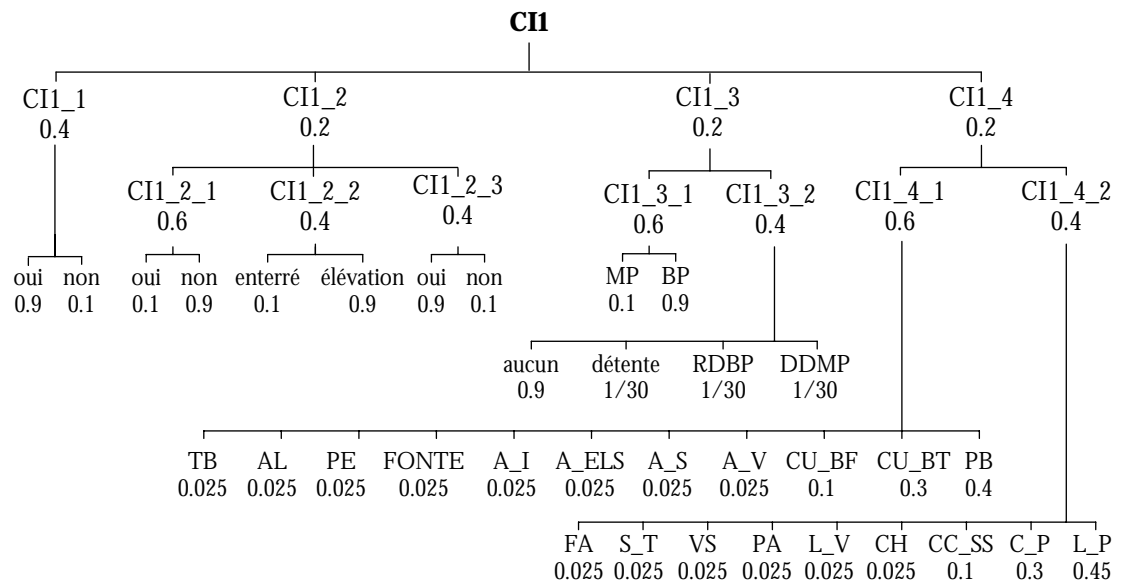 CI1
CI1_1 CI1_2 CI1_3 CI1_4
0.4 0.2 0.2 0.2
CI1_2_1 CI1_2_2 CI1_2_3 CI1_3_1 CI1_3_2 CI1_4_1 CI1_4_2
0.6 0.4 0.4 0.6 0.4 0.6 0.4
oui non oui non enterré élévation oui non MP BP
0.9 0.1 0.1 0.9 0.1 0.9 0.9 0.1 0.1 0.9
aucun détente RDBP DDMP
0.9 1/30 1/30 1/30
TB AL PE FONTE A_I A_ELS A_S A_V CU_BF CU_BT PB
0.025 0.025 0.025 0.025 0.025 0.025 0.025 0.025 0.1 0.3 0.4
FA S_T VS PA L_V CH CC_SS C_P L_P
0.025 0.025 0.025 0.025 0.025 0.025 0.1 0.3 0.45